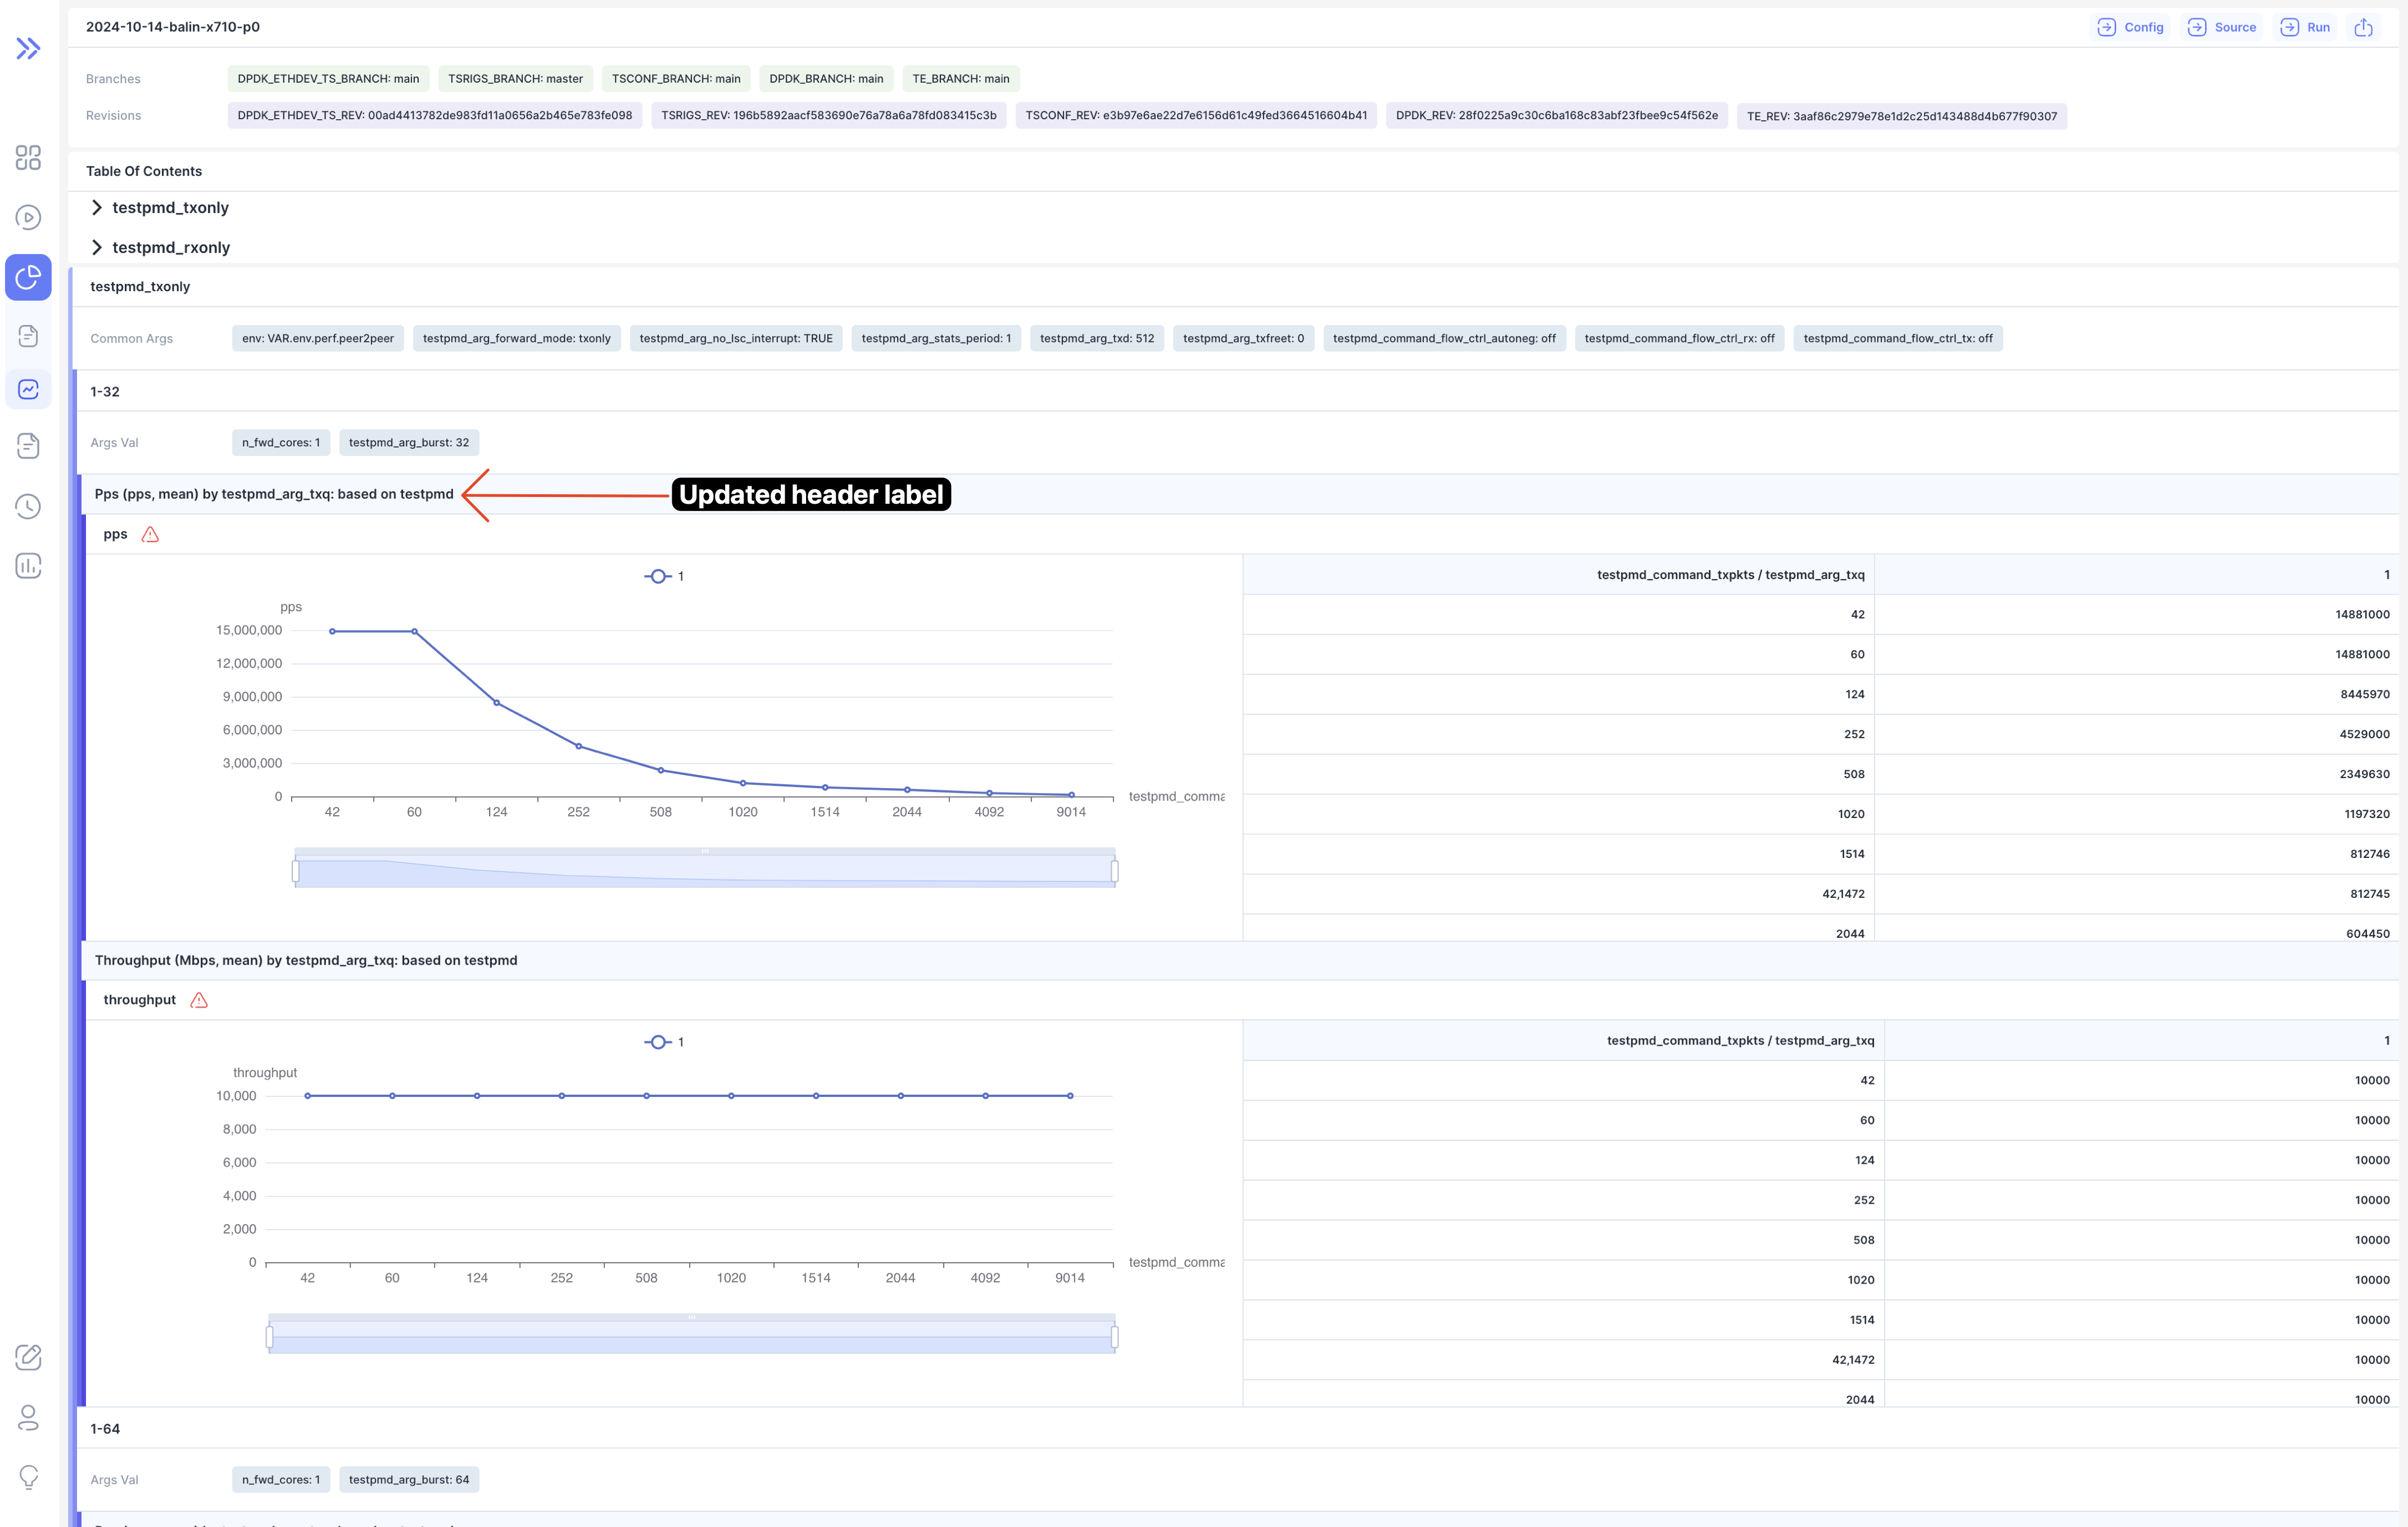 2024-10-14-balin-x710-p0
Config Source Run
Branches DPDK_ETHDEV_TS_BRANCH: main TSRIGS_BRANCH: master TSCONF_BRANCH: main DPDK_BRANCH: main TE_BRANCH: main
Revisions DPDK_ETHDEV_TS_REV: 00ad4413782de983fd11a0656a2b465e783fe098 TSRIGS_REV: 196b5892aacf583690e76a78a6a78fd083415c3b TSCONF_REV: e3b97e6ae22d7e6156d61c49fed3664516604b41 DPDK_REV: 28f0225a9c30c6ba168c83abf23fbee9c54f562e TE_REV: 3aaf86c2979e78e1d2c25d143488d4b677f90307
Table Of Contents
testpmd_txonly
testpmd_rxonly
testpmd_txonly
Common Args env: VAR.env.perf.peer2peer testpmd_arg_forward_mode: txonly testpmd_arg_no_lsc_interrupt: TRUE testpmd_arg_stats_period: 1 testpmd_arg_txd: 512 testpmd_arg_txfreet: 0 testpmd_command_flow_ctrl_autoneg: off testpmd_command_flow_ctrl_rx: off testpmd_command_flow_ctrl_tx: off
1-32
Args Val n_fwd_cores: 1 testpmd_arg_burst: 32
Pps (pps, mean) by testpmd_arg_txq: based on testpmd
Updated header label
pps
1
pps
15,000,000
12,000,000
9,000,000
6,000,000
3,000,000
0
42 60 124 252 508 1020 1514 2044 4092 9014
testpmd_comma
testpmd_command_txpkts / testpmd_arg_txq 1
42 14881000
60 14881000
124 8445970
252 4529000
508 2349630
1020 1197320
1514 812746
42,1472 812745
2044 604450
Throughput (Mbps, mean) by testpmd_arg_txq: based on testpmd
throughput
1
throughput
10,000
8,000
6,000
4,000
2,000
0
42 60 124 252 508 1020 1514 2044 4092 9014
testpmd_comma
testpmd_command_txpkts / testpmd_arg_txq 1
42 10000
60 10000
124 10000
252 10000
508 10000
1020 10000
1514 10000
42,1472 10000
2044 10000
1-64
Args Val n_fwd_cores: 1 testpmd_arg_burst: 64